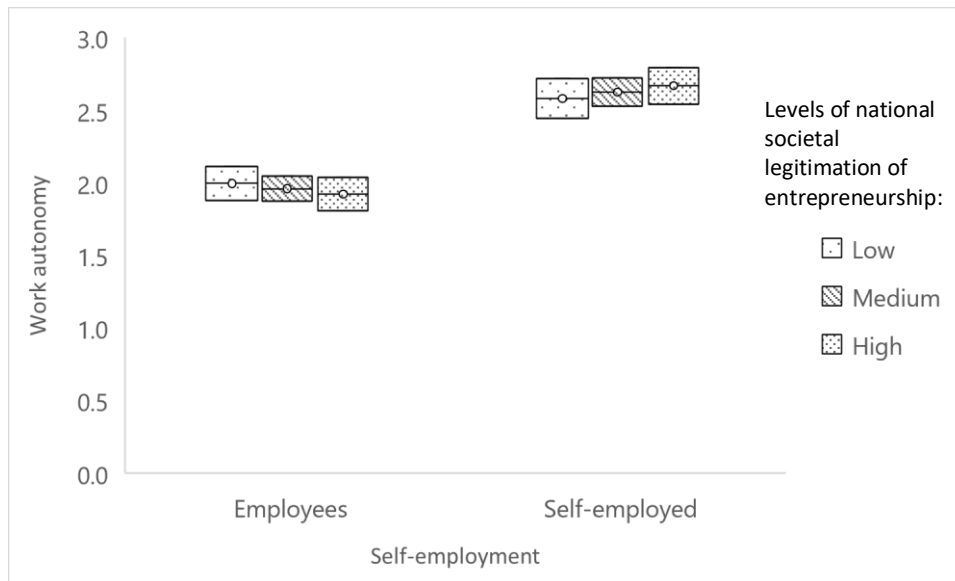 3.0
2.5
2.0
1.5
1.0
0.5
0.0
Work autonomy
Employees
Self-employed
Self-employment
Levels of national
societal
legitimation of
entrepreneurship:
Low
Medium
High